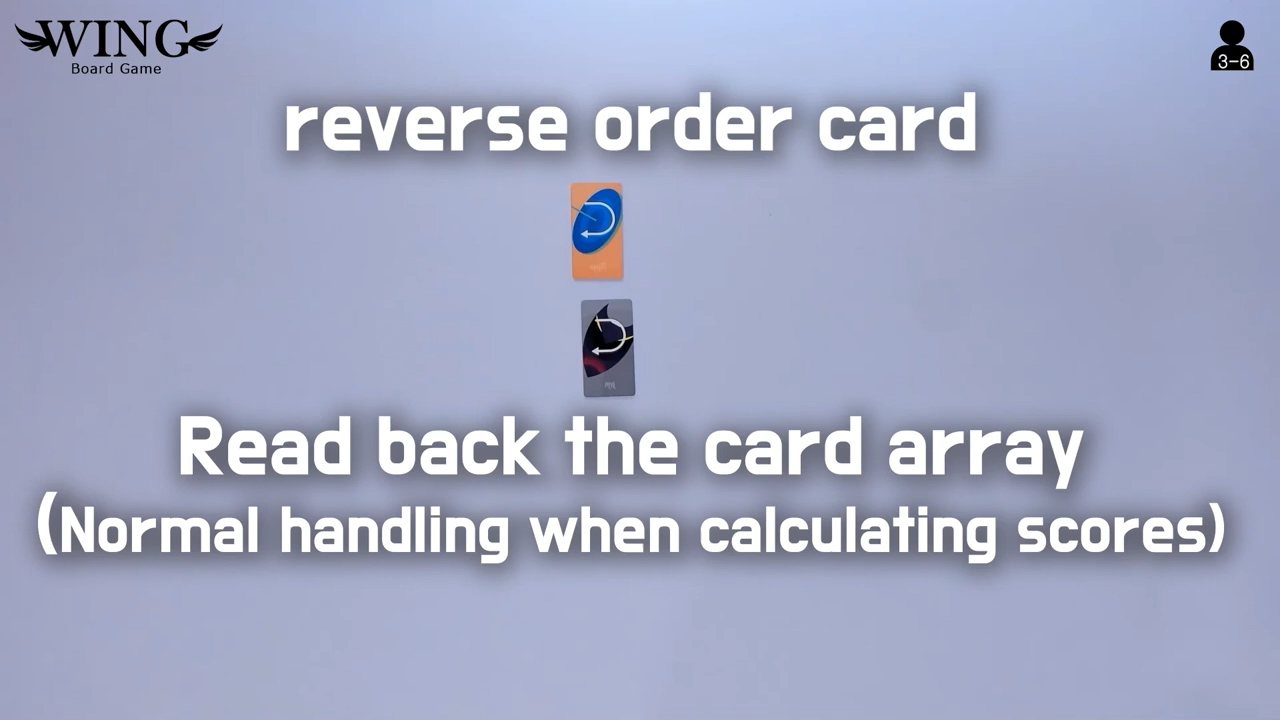 WING
Board Game
3-6
reverse order card
Read back the card array
(Normal handling when calculating scores)